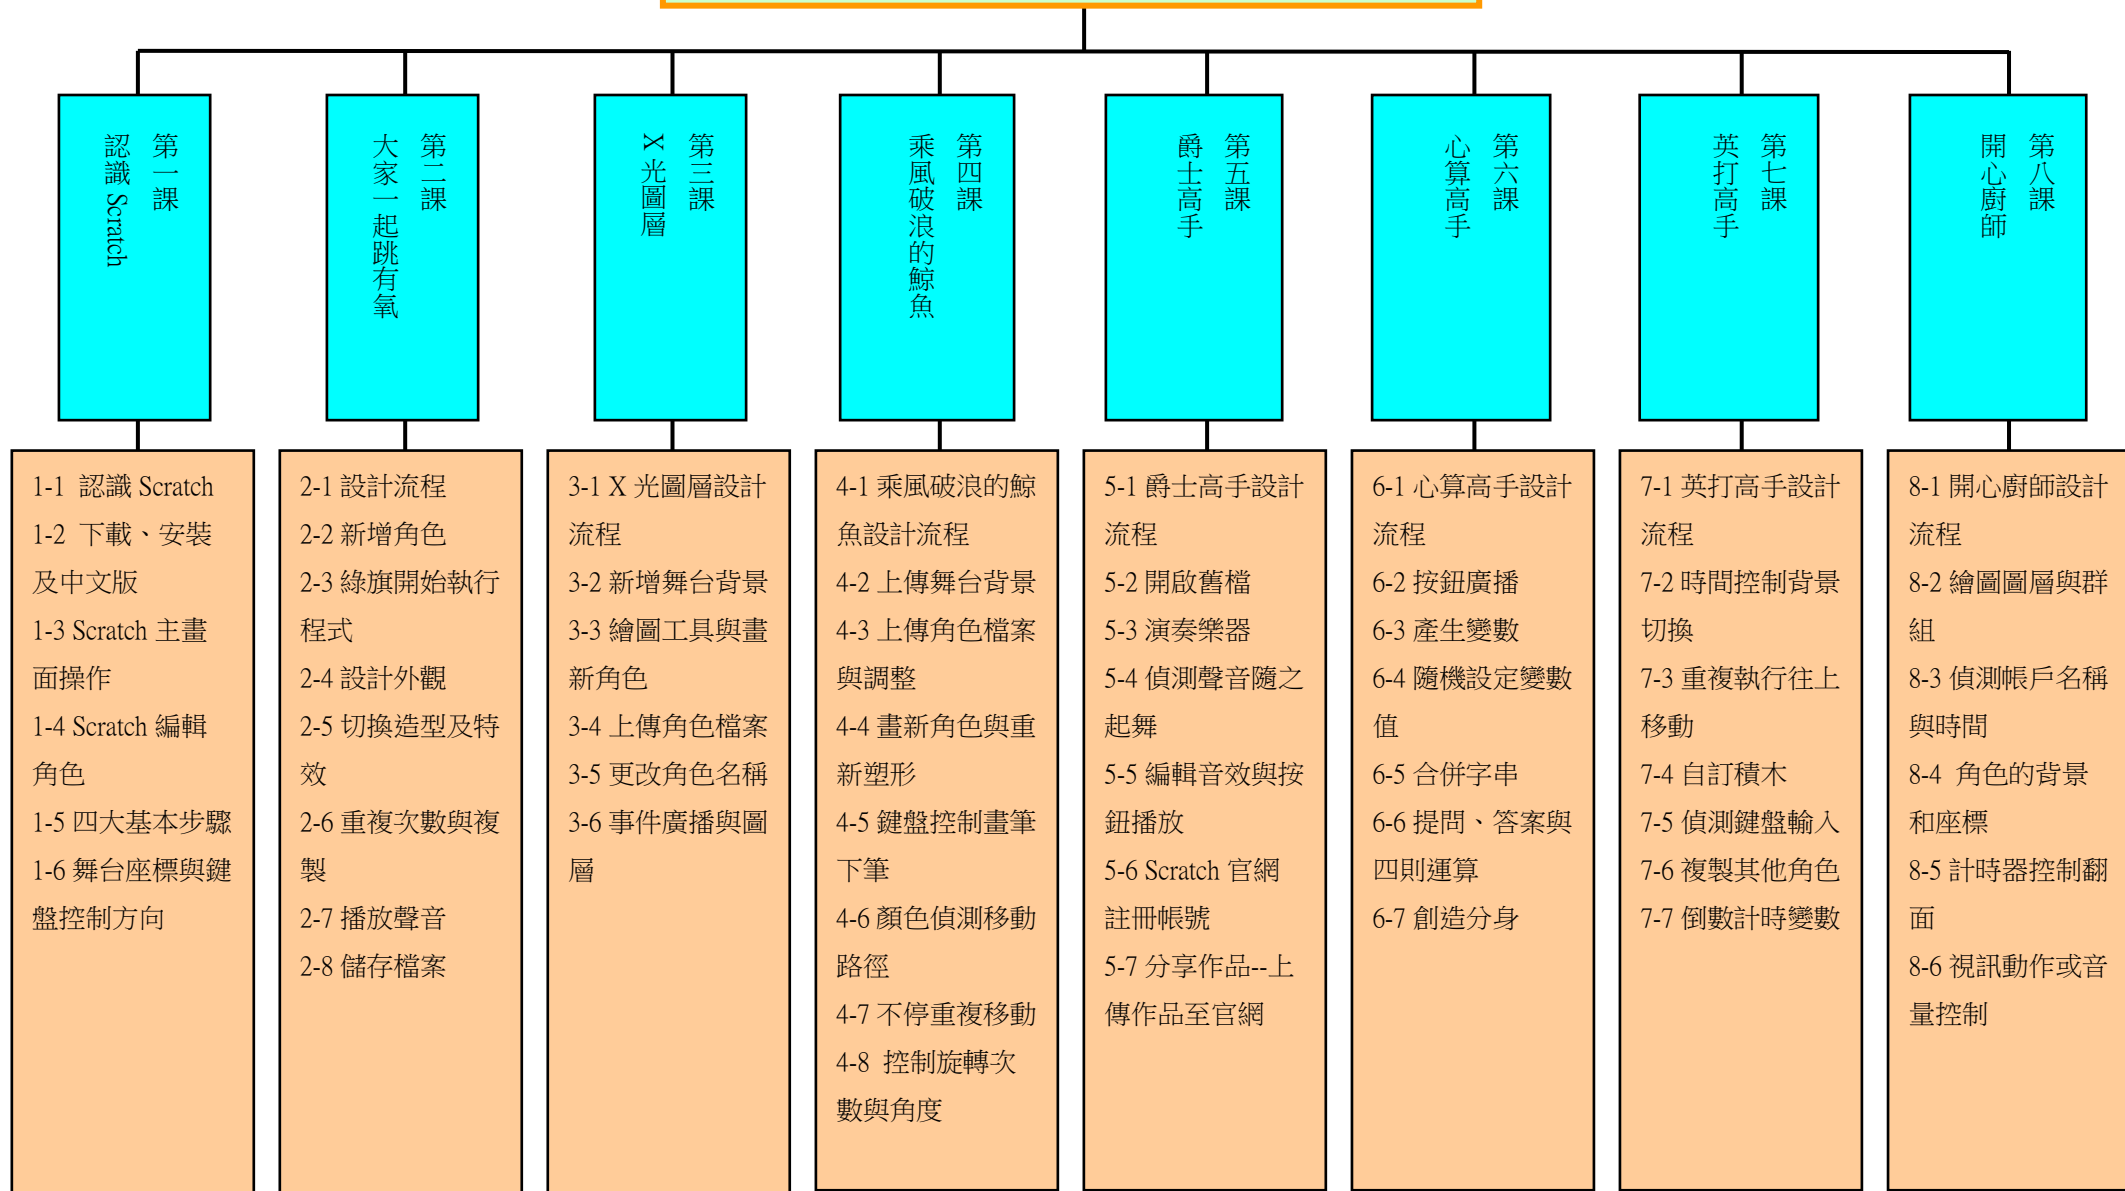 第一課
認識 Scratch
第二課
大家一起跳有氧
第三課
X 光圖層
第四課
乘風破浪的鯨魚
第五課
爵士高手
第六課
心算高手
第七課
英打高手
第八課
開心廚師
1-1 認識 Scratch
1-2 下載、安裝
及中文版
1-3 Scratch 主畫
面操作
1-4 Scratch 編輯
角色
1-5 四大基本步驟
1-6 舞台座標與鍵
盤控制方向
2-1 設計流程
2-2 新增角色
2-3 綠旗開始執行
程式
2-4 設計外觀
2-5 切換造型及特
效
2-6 重複次數與複
製
2-7 播放聲音
2-8 儲存檔案
3-1 X 光圖層設計
流程
3-2 新增舞台背景
3-3 繪圖工具與畫
新角色
3-4 上傳角色檔案
3-5 更改角色名稱
3-6 事件廣播與圖
層
4-1 乘風破浪的鯨
魚設計流程
4-2 上傳舞台背景
4-3 上傳角色檔案
與調整
4-4 畫新角色與重
新塑形
4-5 鍵盤控制畫筆
下筆
4-6 顏色偵測移動
路徑
4-7 不停重複移動
4-8 控制旋轉次
數與角度
5-1 爵士高手設計
流程
5-2 開啟舊檔
5-3 演奏樂器
5-4 偵測聲音隨之
起舞
5-5 編輯音效與按
鈕播放
5-6 Scratch 官網
註冊帳號
5-7 分享作品--上
傳作品至官網
6-1 心算高手設計
流程
6-2 按鈕廣播
6-3 產生變數
6-4 隨機設定變數
值
6-5 合併字串
6-6 提問、答案與
四則運算
6-7 創造分身
7-1 英打高手設計
流程
7-2 時間控制背景
切換
7-3 重複執行往上
移動
7-4 自訂積木
7-5 偵測鍵盤輸入
7-6 複製其他角色
7-7 倒數計時變數
8-1 開心廚師設計
流程
8-2 繪圖圖層與群
組
8-3 偵測帳戶名稱
與時間
8-4 角色的背景
和座標
8-5 計時器控制翻
面
8-6 視訊動作或音
量控制